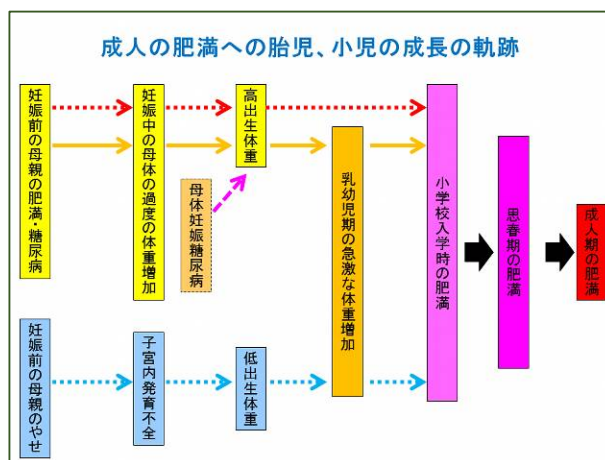 成人の肥満への胎児、小児の成長の軌跡
妊娠前の母親の肥満・糖尿病
妊娠中の母体の過度の体重増加
高出生体重
母体妊娠糖尿病
乳幼児期の急激な体重増加
小学校入学時の肥満
思春期の肥満
成人期の肥満
妊娠前の母親のやせ
子宮内発育不全
低出生体重